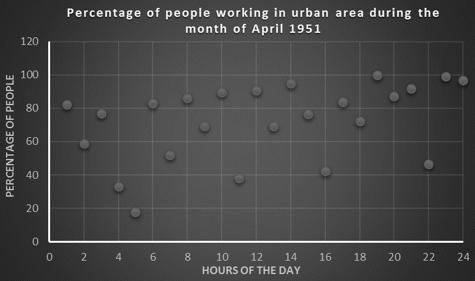 Percentage of people working in urban area during the
month of April 1951
PERCENTAGE OF PEOPLE
120
100
80
60
40
20
0
0 2 4 6 8 10 12 14 16 18 20 22 24
HOURS OF THE DAY